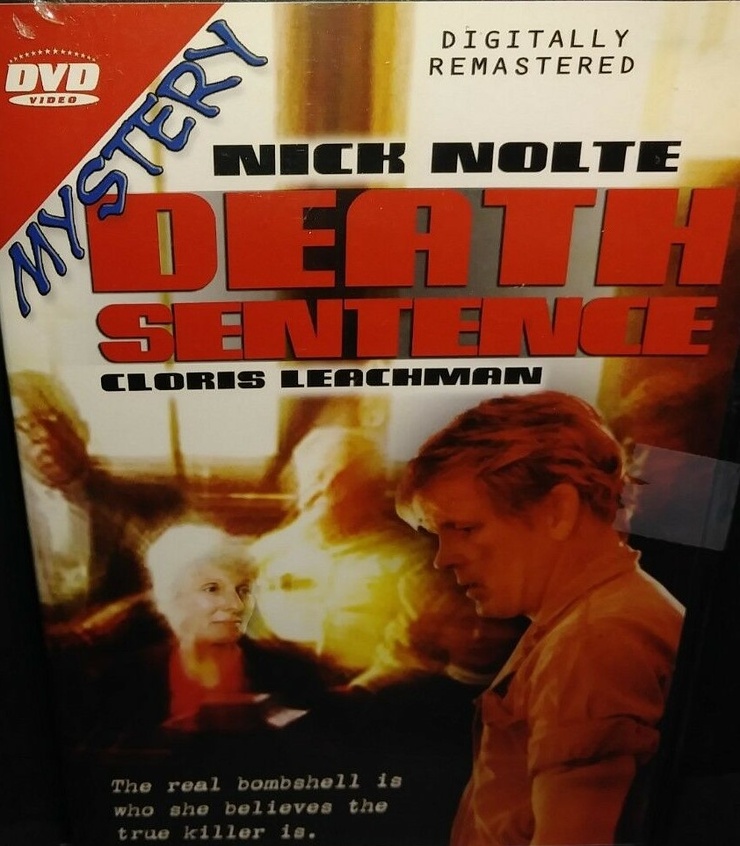 DVD
VIDEO
MYSTERY
DIGITALLY
REMASTERED
NICK NOLTE
DEATH
SENTENCE
CLORIS LEACHMAN
The real bombshell is
who she believes the
true killer is.